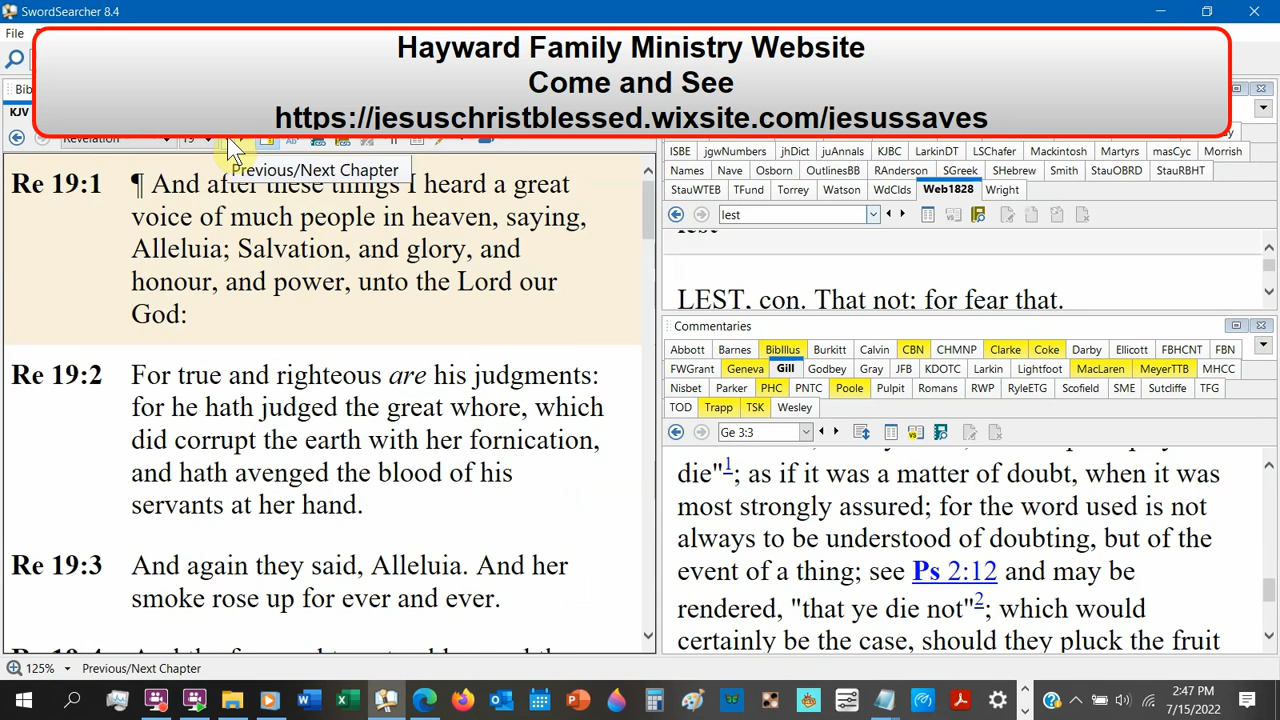 SwordSearcher 8.4
File
Hayward Family Ministry Website
Come and See
https://jesuschristblessed.wixsite.com/jesussaves
Bib
KJV
Revelation 19
Previous/Next Chapter
Re 19:1 ¶ And after these things I heard a great
voice of much people in heaven, saying,
Alleluia; Salvation, and glory, and
honour, and power, unto the Lord our
God:
Re 19:2 For true and righteous are his judgments:
for he hath judged the great whore, which
did corrupt the earth with her fornication,
and hath avenged the blood of his
servants at her hand.
Re 19:3 And again they said, Alleluia. And her
smoke rose up for ever and ever.
ISBE jgwNumbers jhDict juAnnals KJBC LarkinDT LSChafer Mackintosh Martyrs masCyc Morrish
Names Nave Osborn OutlinesBB RAnderson SGreek SHebrew Smith StauOBRD StauRBHT
StauWTEB TFund Torrey Watson WdClds Web1828 Wright
lest
lest
LEST, con. That not; for fear that.
Commentaries
Abbott Barnes BibIllus Burkitt Calvin CBN CHMNP Clarke Coke Darby Ellicott FBHCNT FBN
FWGrant Geneva Gill Godbey Gray JFB KDOTC Larkin Lightfoot MacLaren MeyerTTB MHCC
Nisbet Parker PHC PNTC Poole Pulpit Romans RWP RyleETG Scofield SME Sutcliffe TFG
TOD Trapp TSK Wesley
Ge 3:3
die"1; as if it was a matter of doubt, when it was
most strongly assured; for the word used is not
always to be understood of doubting, but of the
event of a thing; see Ps 2:12 and may be
rendered, "that ye die not"2; which would
certainly be the case, should they pluck the fruit
125% Previous/Next Chapter
2:47 PM
7/15/2022